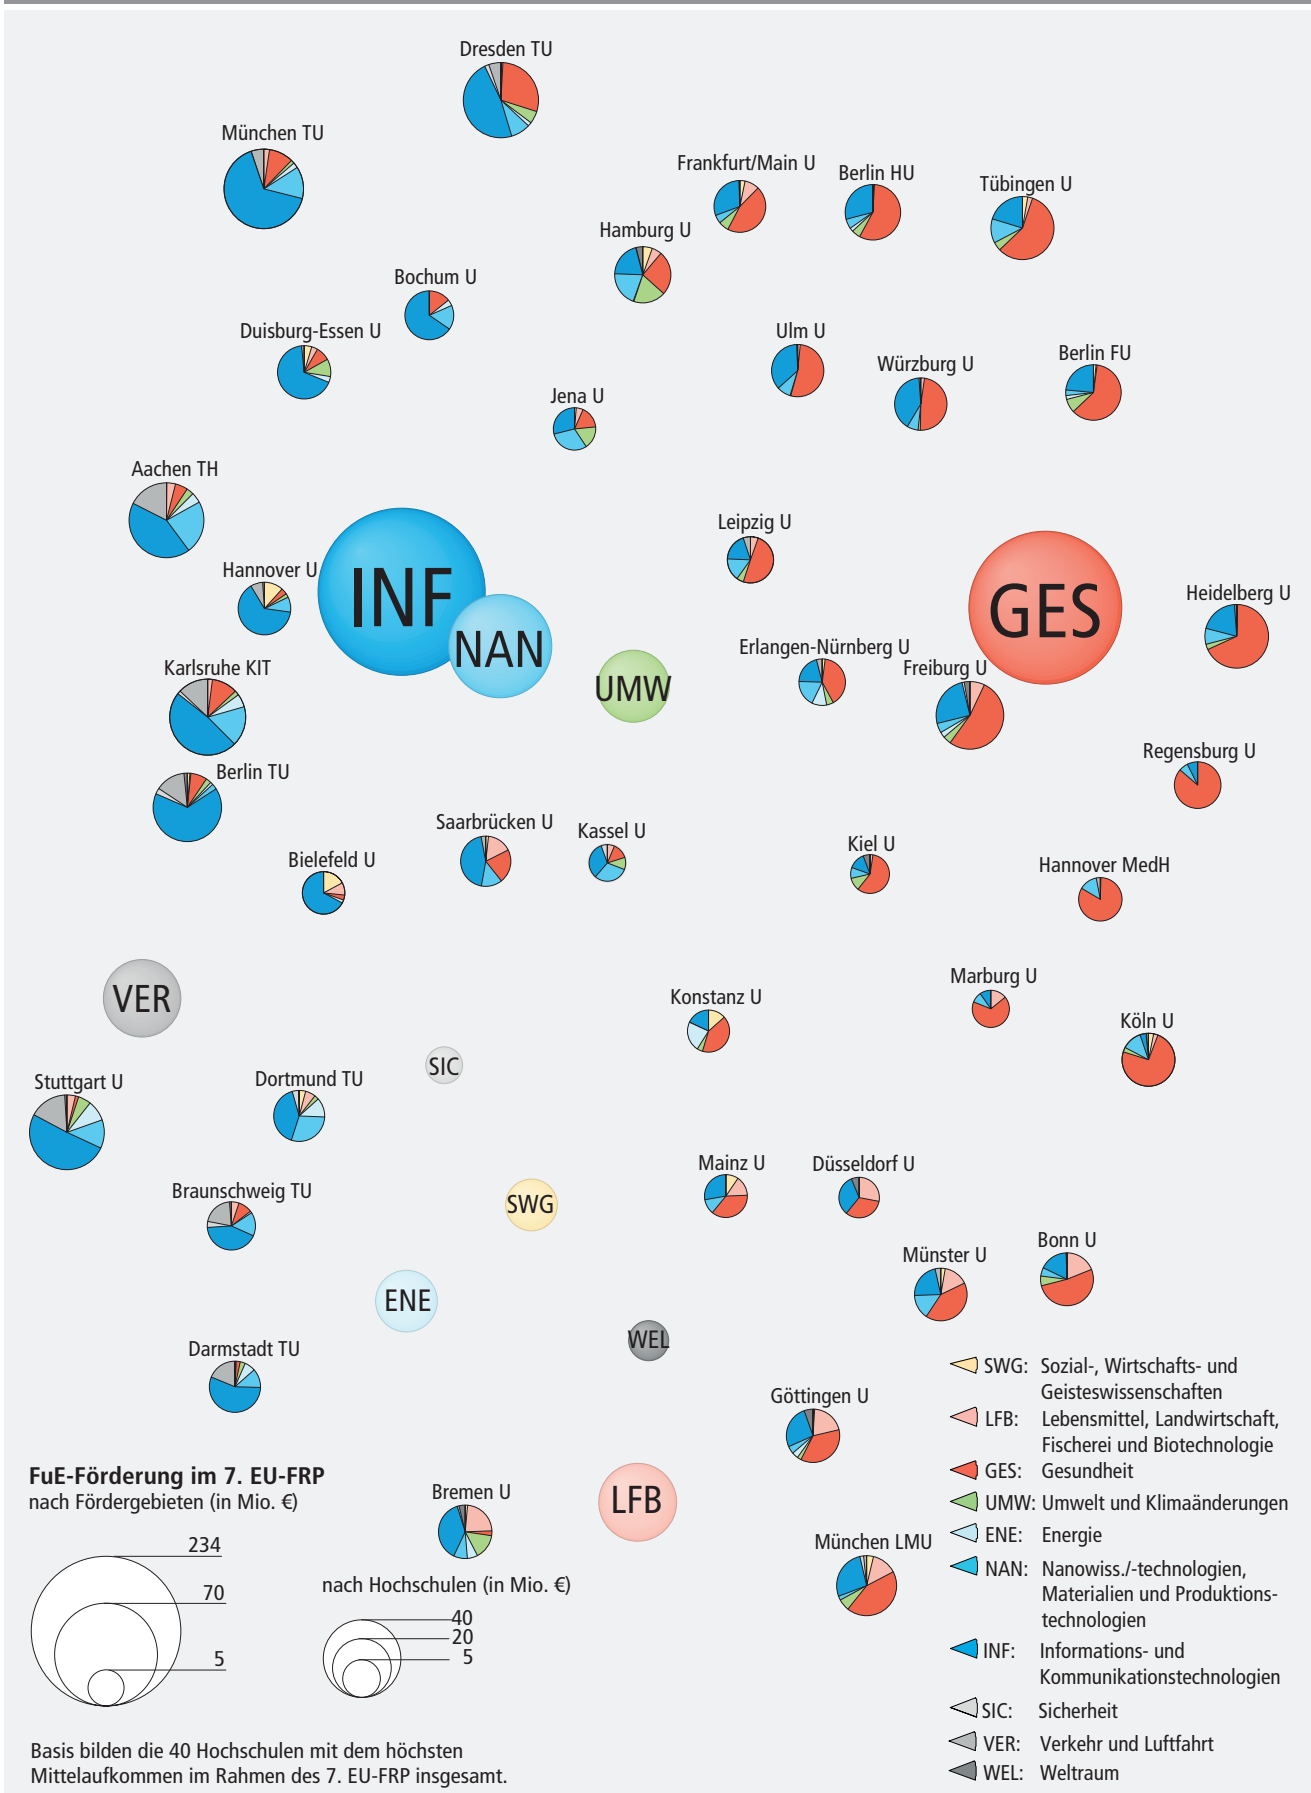 Dresden TU
München TU
Frankfurt/Main U
Berlin HU
Tübingen U
Hamburg U
Bochum U
Duisburg-Essen U
Ulm U
Würzburg U
Berlin FU
Jena U
Aachen TH
Leipzig U
Hannover U
INF
NAN
UMW
GES
Heidelberg U
Erlangen-Nürnberg U
Freiburg U
Karlsruhe KIT
Regensburg U
Berlin TU
Saarbrücken U
Kassel U
Kiel U
Bielefeld U
Hannover MedH
VER
Konstanz U
Marburg U
Köln U
SIC
Stuttgart U
Dortmund TU
Mainz U
Düsseldorf U
Braunschweig TU
SWG
Münster U
Bonn U
ENE
WEL
Darmstadt TU
Göttingen U
Bremen U
LFB
München LMU
SWG: Sozial-, Wirtschafts- und
Geisteswissenschaften
LFB: Lebensmittel, Landwirtschaft,
Fischerei und Biotechnologie
GES: Gesundheit
UMW: Umwelt und Klimaänderungen
ENE: Energie
NAN: Nanowiss./-technologien,
Materialien und Produktions-
technologien
INF: Informations- und
Kommunikationstechnologien
SIC: Sicherheit
VER: Verkehr und Luftfahrt
WEL: Weltraum
FuE-Förderung im 7. EU-FRP
nach Fördergebieten (in Mio. €)
234
70
5
nach Hochschulen (in Mio. €)
40
20
5
Basis bilden die 40 Hochschulen mit dem höchsten
Mittelaufkommen im Rahmen des 7. EU-FRP insgesamt.